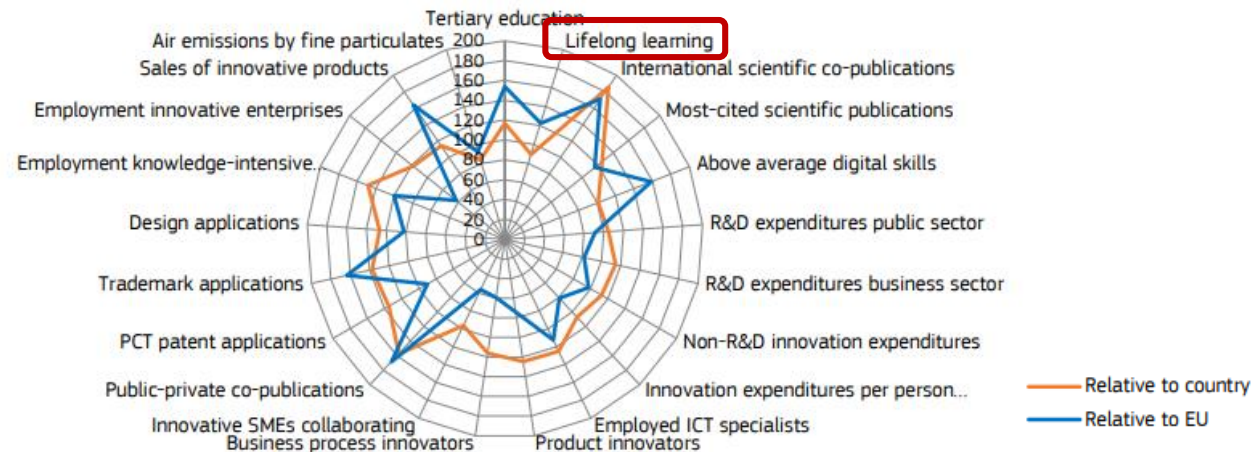 Tertiary education
Lifelong learning
International scientific co-publications
Most-cited scientific publications
Above average digital skills
R&D expenditures public sector
R&D expenditures business sector
Non-R&D innovation expenditures
Innovation expenditures per person...
Employed ICT specialists
Product innovators
Business process innovators
Innovative SMEs collaborating
Public-private co-publications
PCT patent applications
Trademark applications
Design applications
Employment knowledge-intensive...
Employment innovative enterprises
Sales of innovative products
Air emissions by fine particulates
200
180
160
140
120
100
80
60
40
20
0
Relative to country
Relative to EU